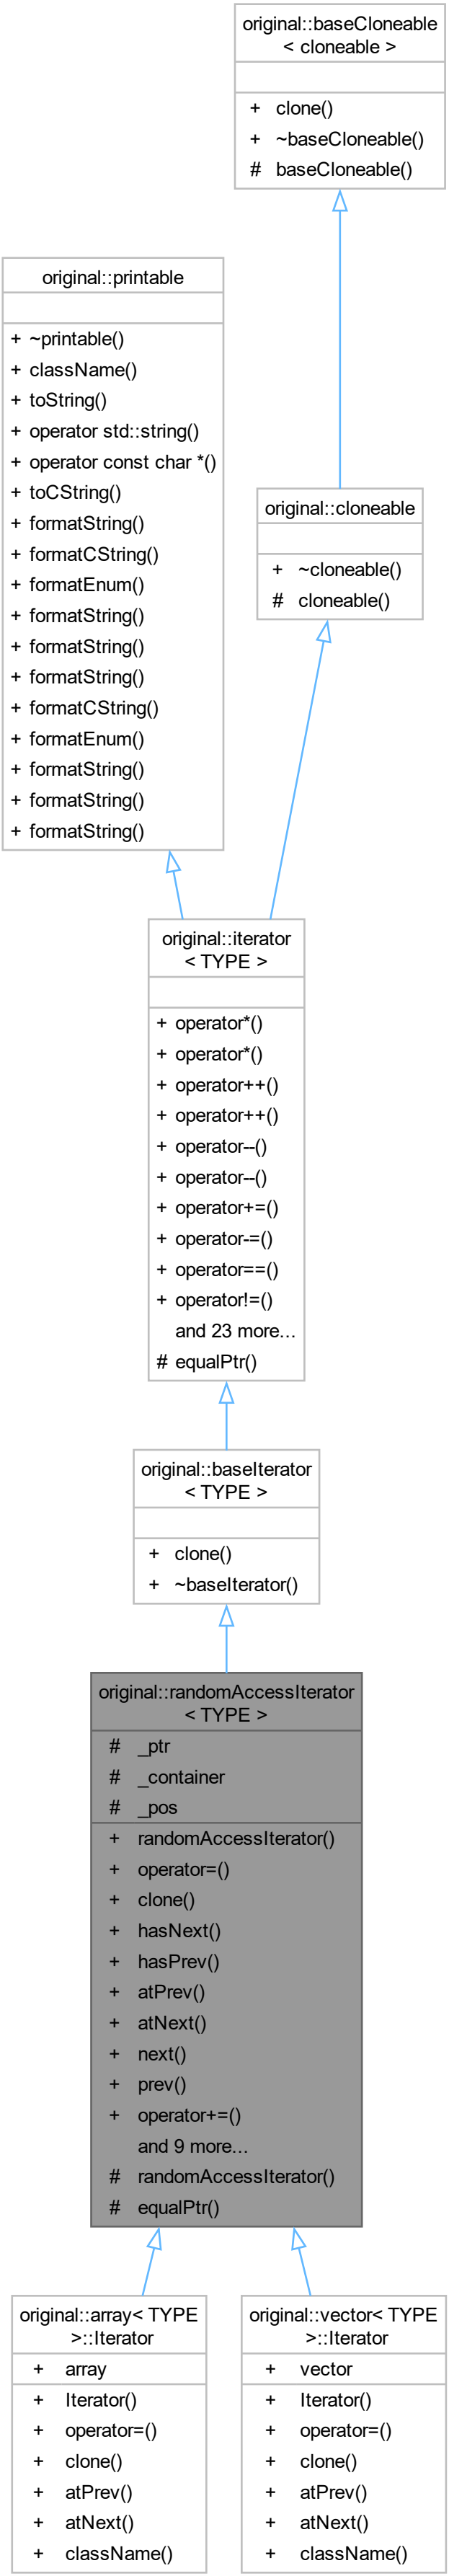 original::baseCloneable
< cloneable >
+ clone()
+ ~baseCloneable()
# baseCloneable()
original::printable
+ ~printable()
+ className()
+ toString()
+ operator std::string()
+ operator const char *()
+ toCString()
+ formatString()
+ formatCString()
+ formatEnum()
+ formatString()
+ formatString()
+ formatString()
+ formatCString()
+ formatEnum()
+ formatString()
+ formatString()
+ formatString()
original::cloneable
+ ~cloneable()
# cloneable()
original::iterator
< TYPE >
+ operator*()
+ operator*()
+ operator++()
+ operator++()
+ operator--()
+ operator--()
+ operator+=()
+ operator-=()
+ operator==()
+ operator!=()
and 23 more...
# equalPtr()
original::baseIterator
< TYPE >
+ clone()
+ ~baseIterator()
original::randomAccessIterator
< TYPE >
# _ptr
# _container
# _pos
+ randomAccessIterator()
+ operator=()
+ clone()
+ hasNext()
+ hasPrev()
+ atPrev()
+ atNext()
+ next()
+ prev()
+ operator+=()
and 9 more...
# randomAccessIterator()
# equalPtr()
original::array< TYPE
>::Iterator
+ array
+ Iterator()
+ operator=()
+ clone()
+ atPrev()
+ atNext()
+ className()
original::vector< TYPE
>::Iterator
+ vector
+ Iterator()
+ operator=()
+ clone()
+ atPrev()
+ atNext()
+ className()